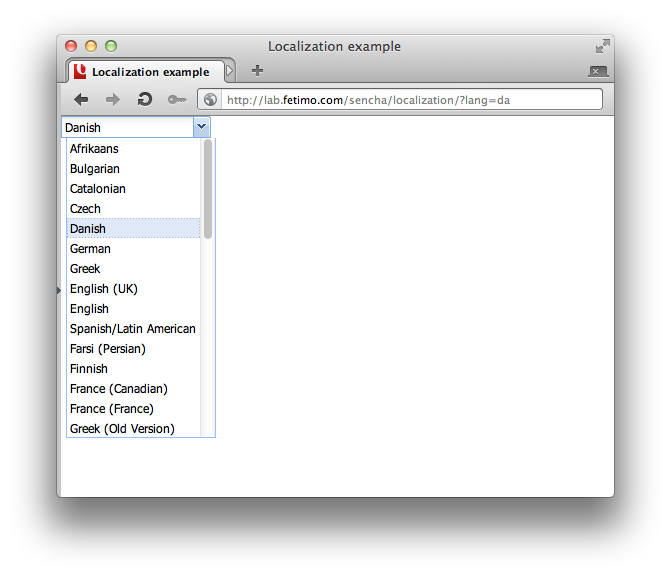 Localization example
Localization example
http://lab.fetimo.com/sencha/localization/?lang=da
Danish
Afrikaans
Bulgarian
Catalonian
Czech
Danish
German
Greek
English (UK)
English
Spanish/Latin American
Farsi (Persian)
Finnish
France (Canadian)
France (France)
Greek (Old Version)